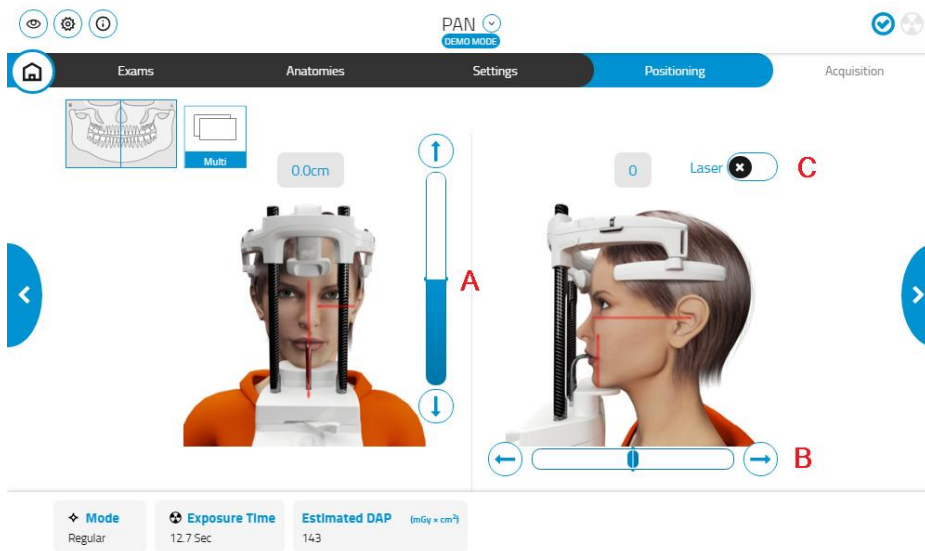 PAN
DEMO MODE
Exams Anatomies Settings Positioning Acquisition
R L
Multi
0.0cm
0
Laser
C
A
B
Mode
Regular
Exposure Time
12.7 Sec
Estimated DAP (mGy × cm²)
143